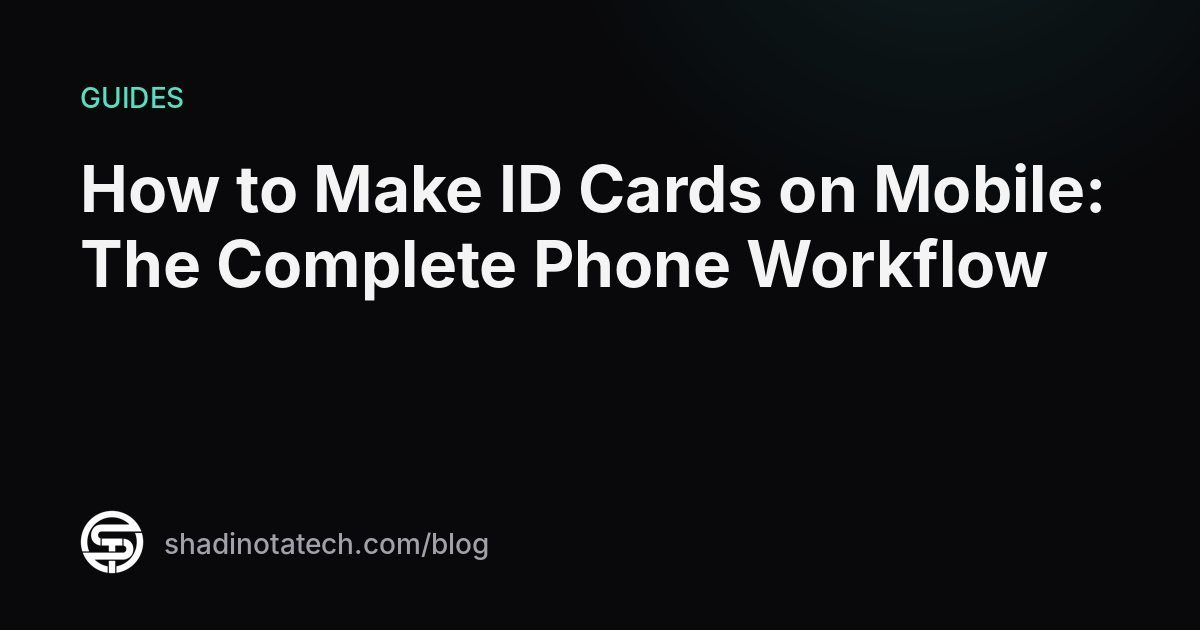 GUIDES
How to Make ID Cards on Mobile:
The Complete Phone Workflow
shadinotatech.com/blog